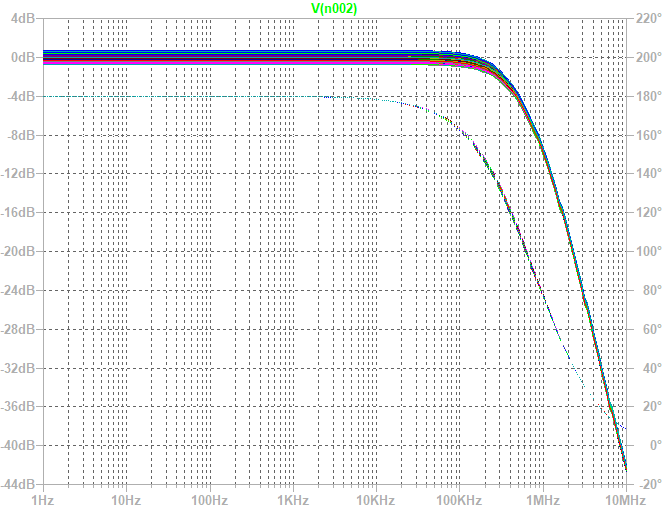 V(n002)
4dB 220°
0dB 200°
-4dB 180°
-8dB 160°
-12dB 140°
-16dB 120°
-20dB 100°
-24dB 80°
-28dB 60°
-32dB 40°
-36dB 20°
-40dB 0°
-44dB -20°
1Hz 10Hz 100Hz 1KHz 10KHz 100KHz 1MHz 10MHz